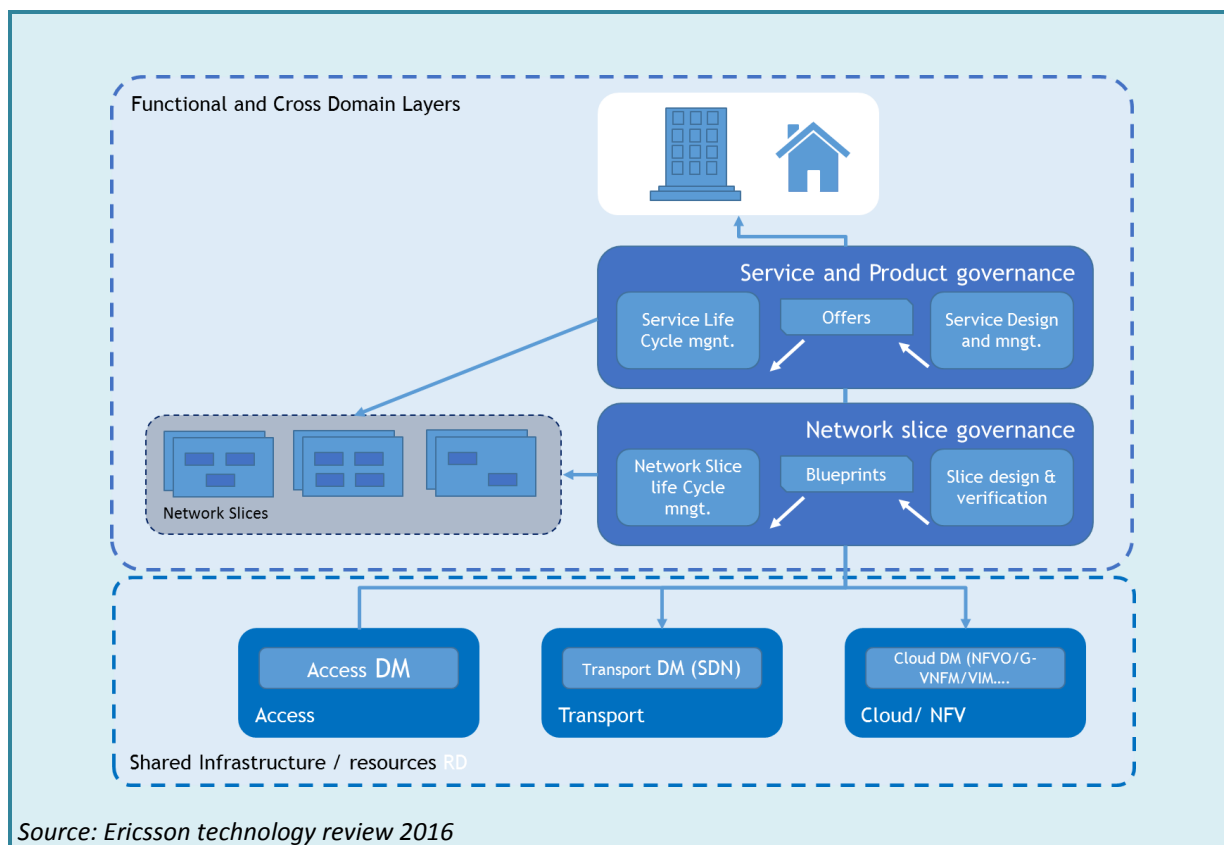 Functional and Cross Domain Layers
Service and Product governance
Service Life
Cycle mgnt.
Offers
Service Design
and mngt.
Network slice governance
Network Slice
life Cycle
mngt.
Blueprints
Slice design &
verification
Network Slices
Access DM
Access
Transport DM (SDN)
Transport
Cloud DM (NFVO/G-
VNFM/VIM....
Cloud/ NFV
Shared Infrastructure / resources RD
Source: Ericsson technology review 2016